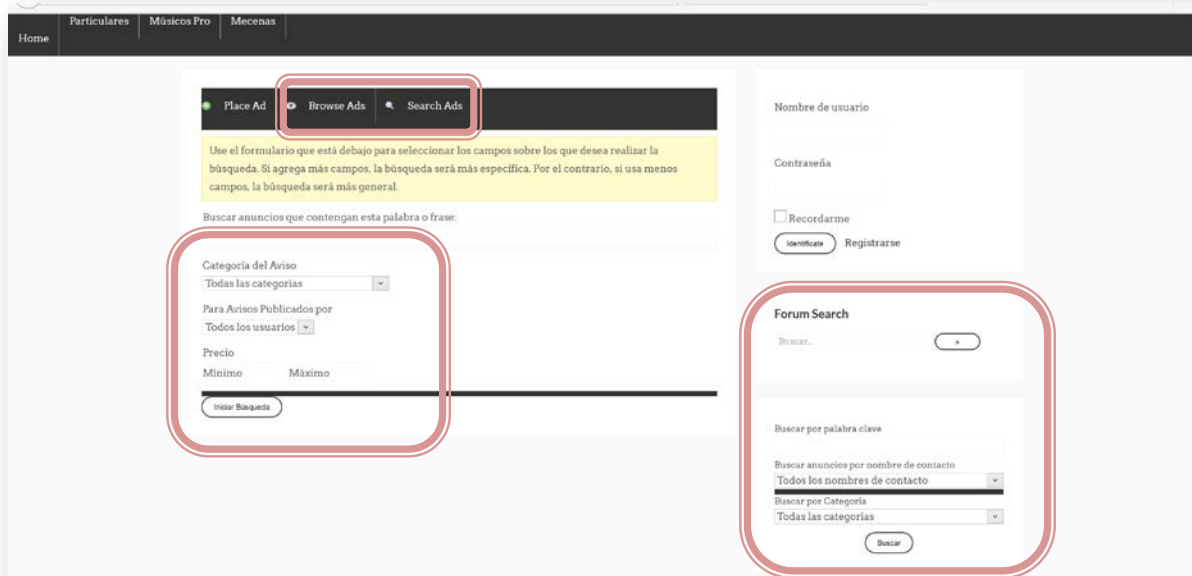 Home
Particulares
Músicos Pro
Mecenas
Place Ad
Browse Ads
Search Ads
Use el formulario que está debajo para seleccionar los campos sobre los que desea realizar la
búsqueda. Si agrega más campos, la búsqueda será más específica. Por el contrario, si usa menos
campos, la búsqueda será más general.
Buscar anuncios que contengan esta palabra o frase:
Categoría del Aviso
Todas las categorías
Para Avisos Publicados por
Todos los usuarios
Precio
Mínimo
Máximo
Iniciar Búsqueda
Nombre de usuario
Contraseña
Recordarme
Identificate
Registrarse
Forum Search
Buscar...
»
Buscar por palabra clave
Buscar anuncios por nombre de contacto
Todos los nombres de contacto
Buscar por Categoría
Todas las categorías
Buscar